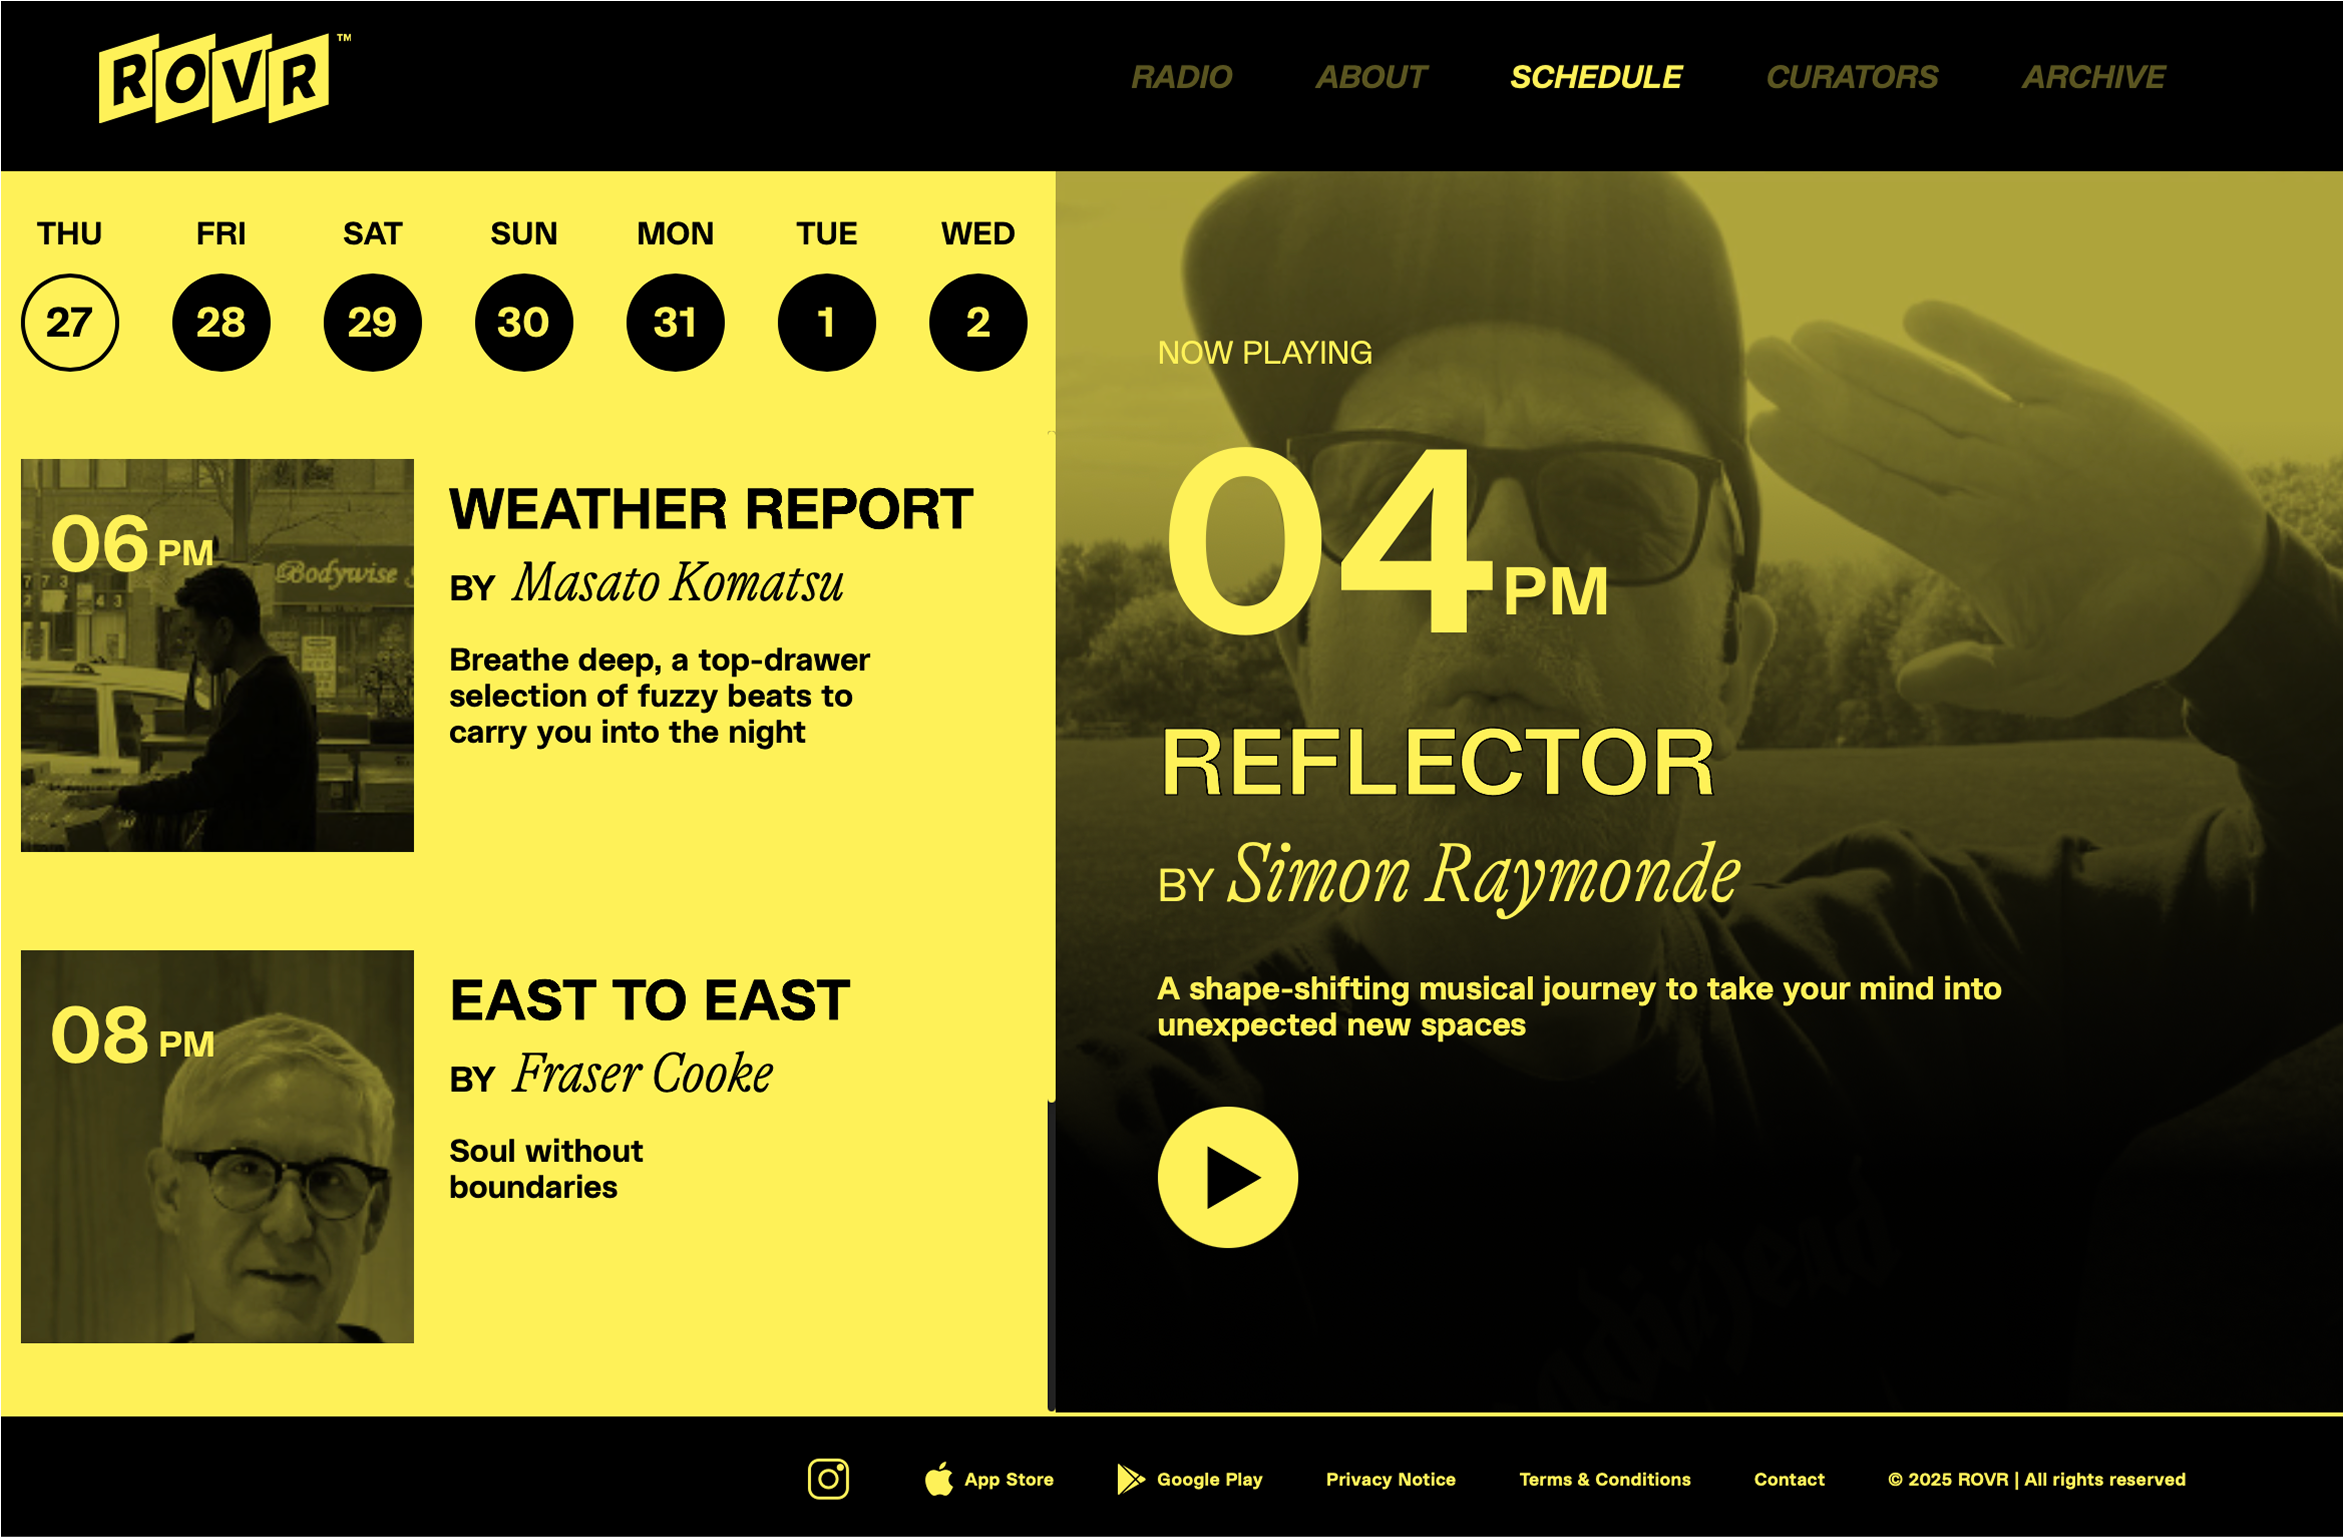 ROVR™
RADIO ABOUT SCHEDULE CURATORS ARCHIVE
THU FRI SAT SUN MON TUE WED
27 28 29 30 31 1 2
06 PM
Bodywise
WEATHER REPORT
BY Masato Komatsu
Breathe deep, a top-drawer
selection of fuzzy beats to
carry you into the night
08 PM
EAST TO EAST
BY Fraser Cooke
Soul without
boundaries
NOW PLAYING
04 PM
REFLECTOR
BY Simon Raymonde
A shape-shifting musical journey to take your mind into
unexpected new spaces
App Store Google Play Privacy Notice Terms & Conditions Contact © 2025 ROVR | All rights reserved